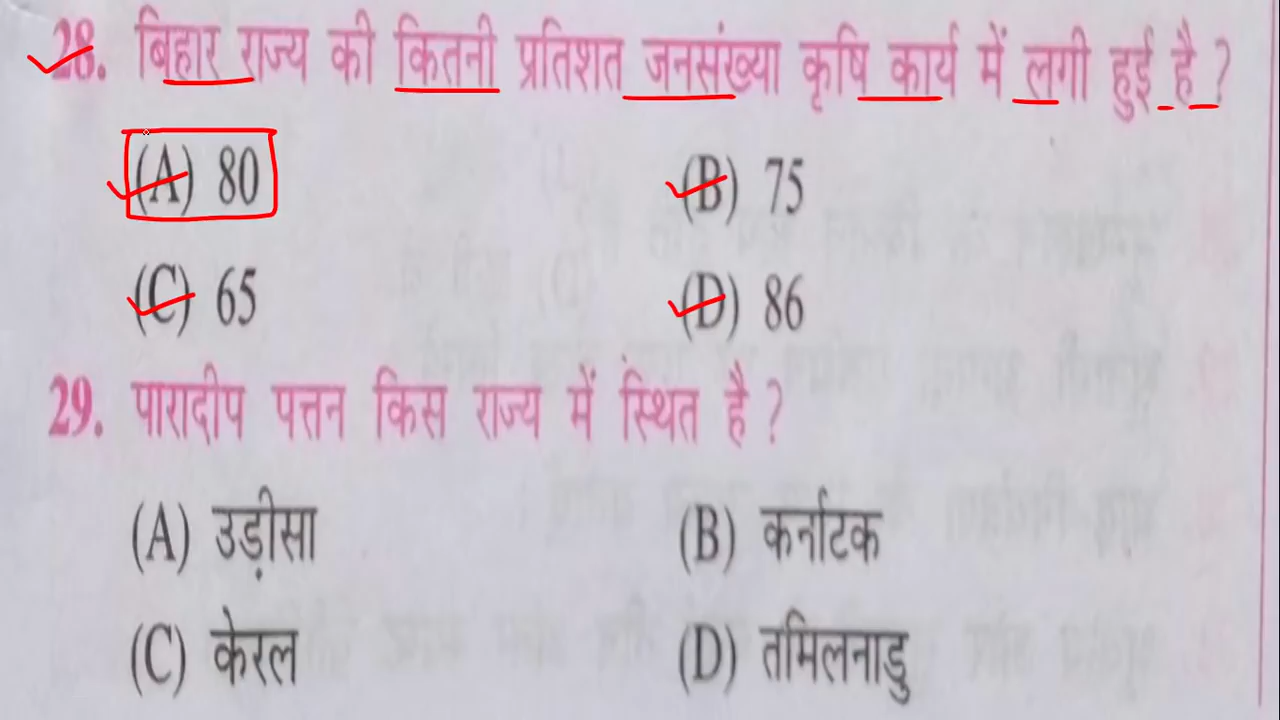 28. बिहार राज्य की कितनी प्रतिशत जनसंख्या कृषि कार्य में लगी हुई है ?
(A) 80 (B) 75
(C) 65 (D) 86
29. पारादीप पत्तन किस राज्य में स्थित है ?
(A) उड़ीसा (B) कर्नाटक
(C) केरल (D) तमिलनाडु